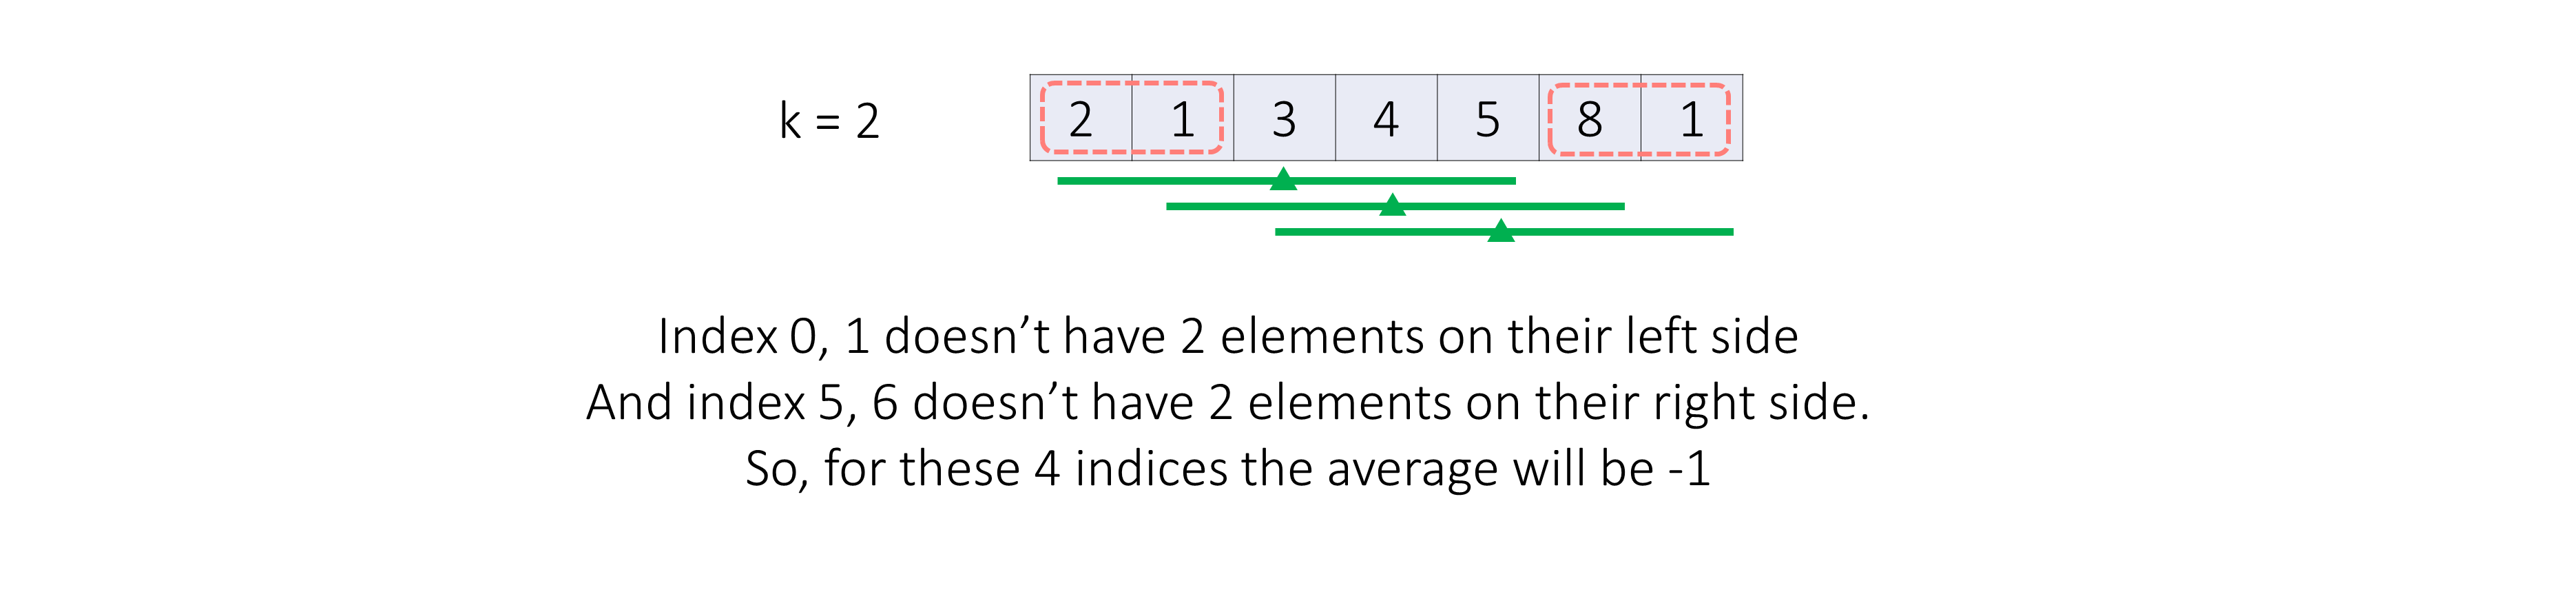 k = 2 2 1 3 4 5 8 1
Index 0, 1 doesn’t have 2 elements on their left side
And index 5, 6 doesn’t have 2 elements on their right side.
So, for these 4 indices the average will be -1